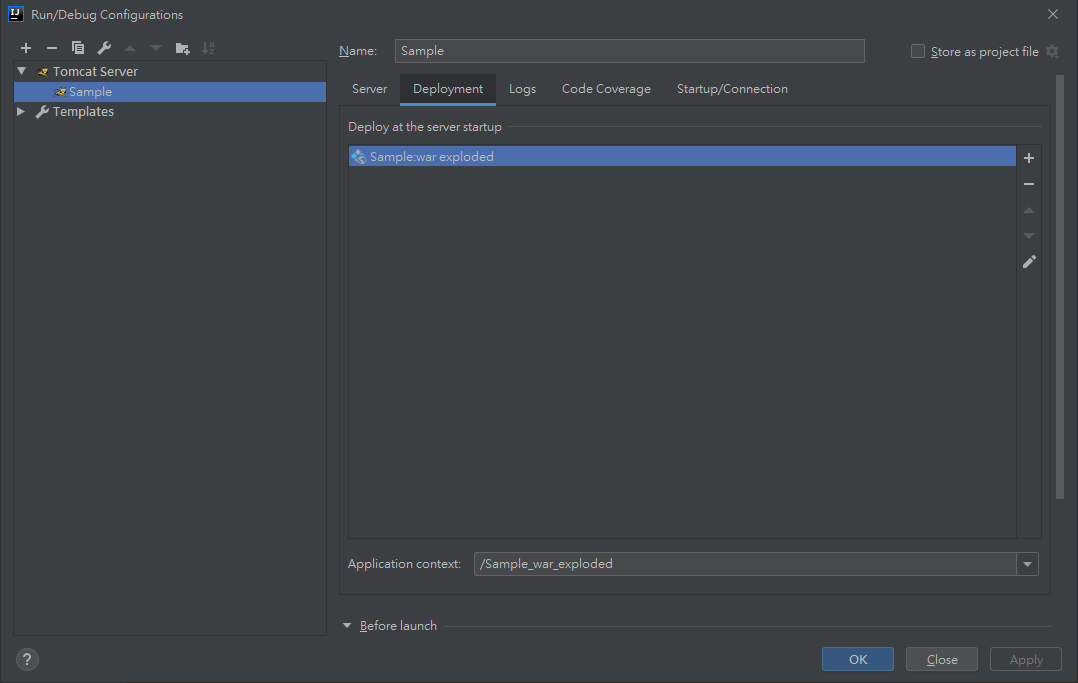 Run/Debug Configurations
Name: Sample
Store as project file
Tomcat Server
Sample
Templates
Server Deployment Logs Code Coverage Startup/Connection
Deploy at the server startup
Sample:war exploded
Application context: /Sample_war_exploded
Before launch
? OK Close Apply